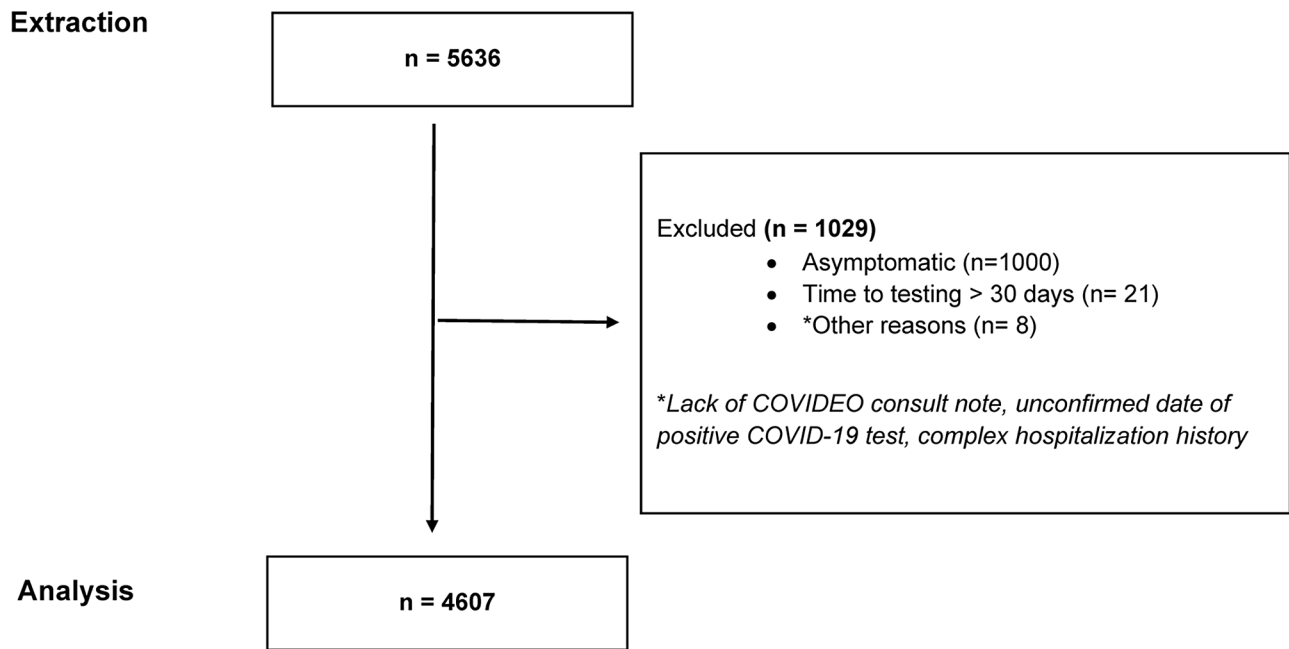 Extraction
n = 5636
Excluded (n = 1029)
• Asymptomatic (n=1000)
• Time to testing > 30 days (n= 21)
• *Other reasons (n= 8)
*Lack of COVIDEO consult note, unconfirmed date of
positive COVID-19 test, complex hospitalization history
Analysis
n = 4607